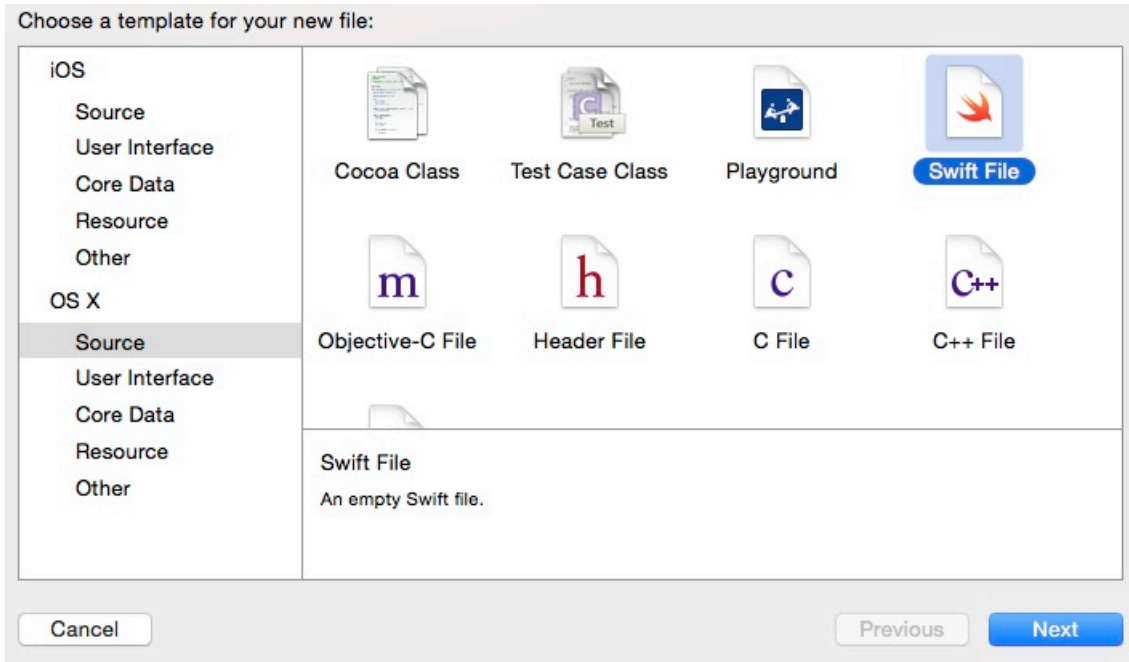 Choose a template for your new file:
iOS
Source
User Interface
Core Data
Resource
Other
OS X
Source
User Interface
Core Data
Resource
Other
C
Test
Cocoa Class
Test Case Class
Playground
Swift File
m
h
c
C++
Objective-C File
Header File
C File
C++ File
Swift File
An empty Swift file.
Cancel
Previous
Next